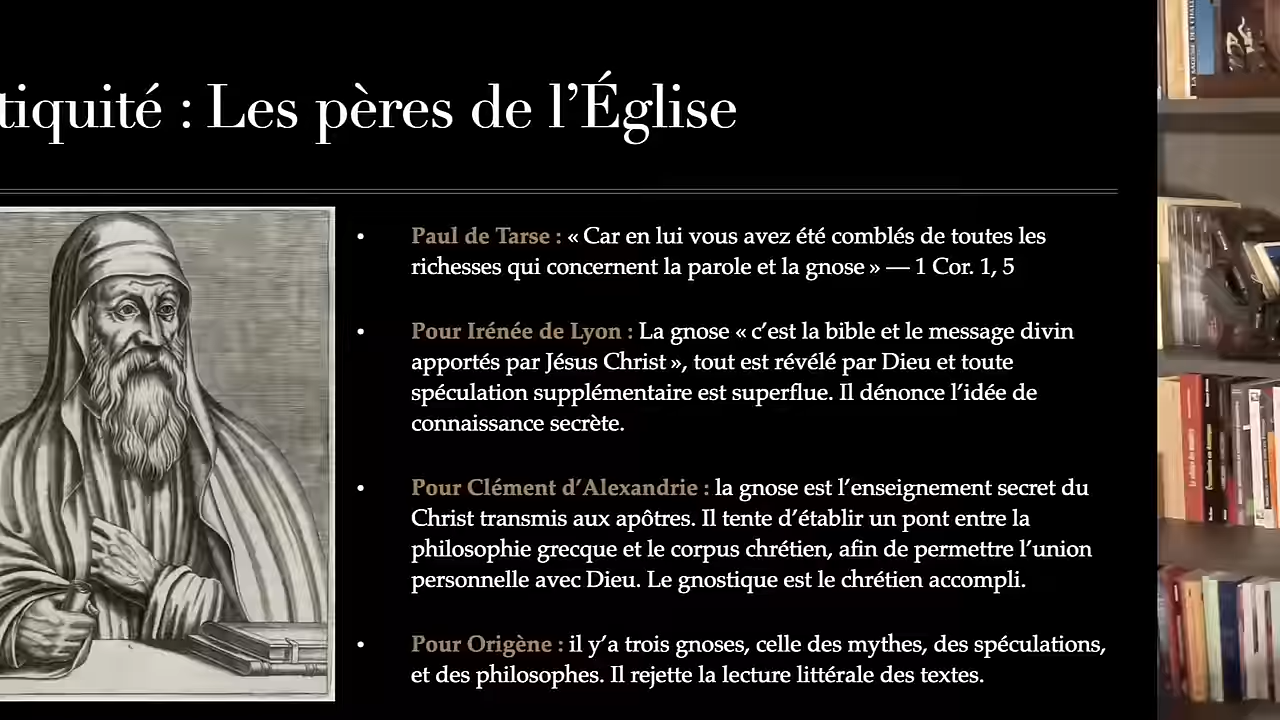 tiquité : Les pères de l’Église
• Paul de Tarse : « Car en lui vous avez été comblés de toutes les
richesses qui concernent la parole et la gnose » — 1 Cor. 1, 5
• Pour Irénée de Lyon : La gnose « c’est la bible et le message divin
apportés par Jésus Christ », tout est révélé par Dieu et toute
spéculation supplémentaire est superflue. Il dénonce l’idée de
connaissance secrète.
• Pour Clément d’Alexandrie : la gnose est l’enseignement secret du
Christ transmis aux apôtres. Il tente d’établir un pont entre la
philosophie grecque et le corpus chrétien, afin de permettre l’union
personnelle avec Dieu. Le gnostique est le chrétien accompli.
• Pour Origène : il y’a trois gnoses, celle des mythes, des spéculations,
et des philosophes. Il rejette la lecture littérale des textes.